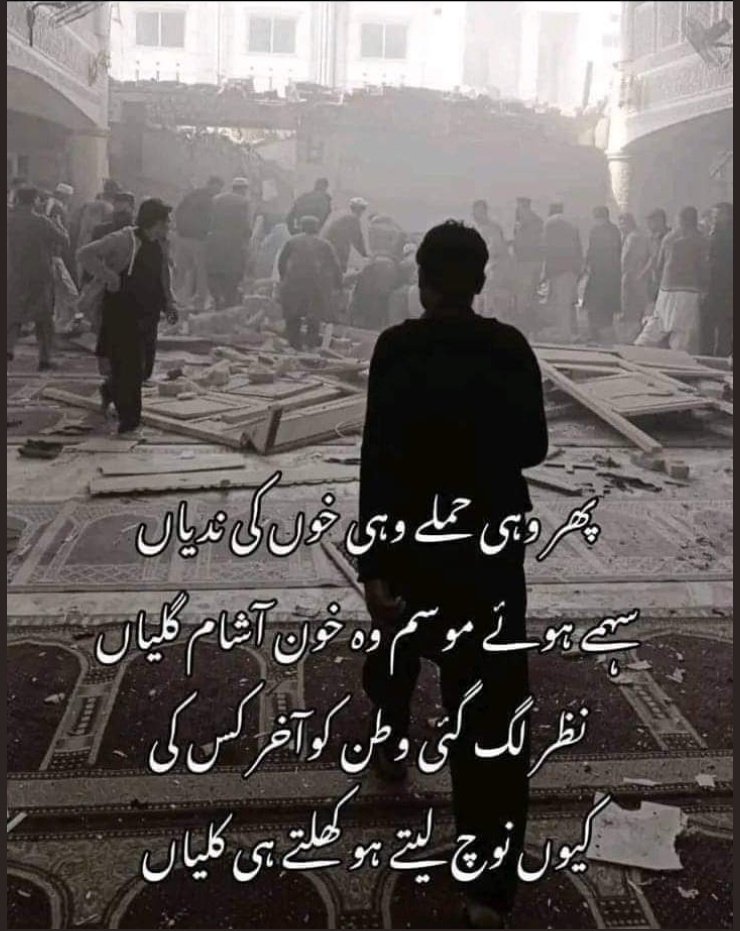 پھر وہی حملے وہی خوں کی ندیاں
سہمے ہوئے موسم وہ خون آشام گلیاں
نظر لگ گئی وطن کو آخر کس کی
کیوں نوچ لیتے ہو کھلتے ہی کلیاں